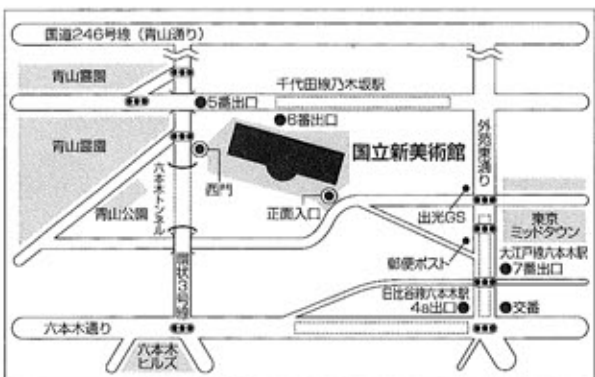 国道246号線（青山通り）
青山霊園
千代田線乃木坂駅
5番出口
6番出口
青山霊園
国立新美術館
外苑東通り
西門
六本木トンネル
青山公園
正面入口
出光GS
東京
ミッドタウン
郵便ポスト
大江戸線六本木駅
7番出口
環状3号線
日比谷線六本木駅
4a出口
交番
六本木通り
六本木
ヒルズ